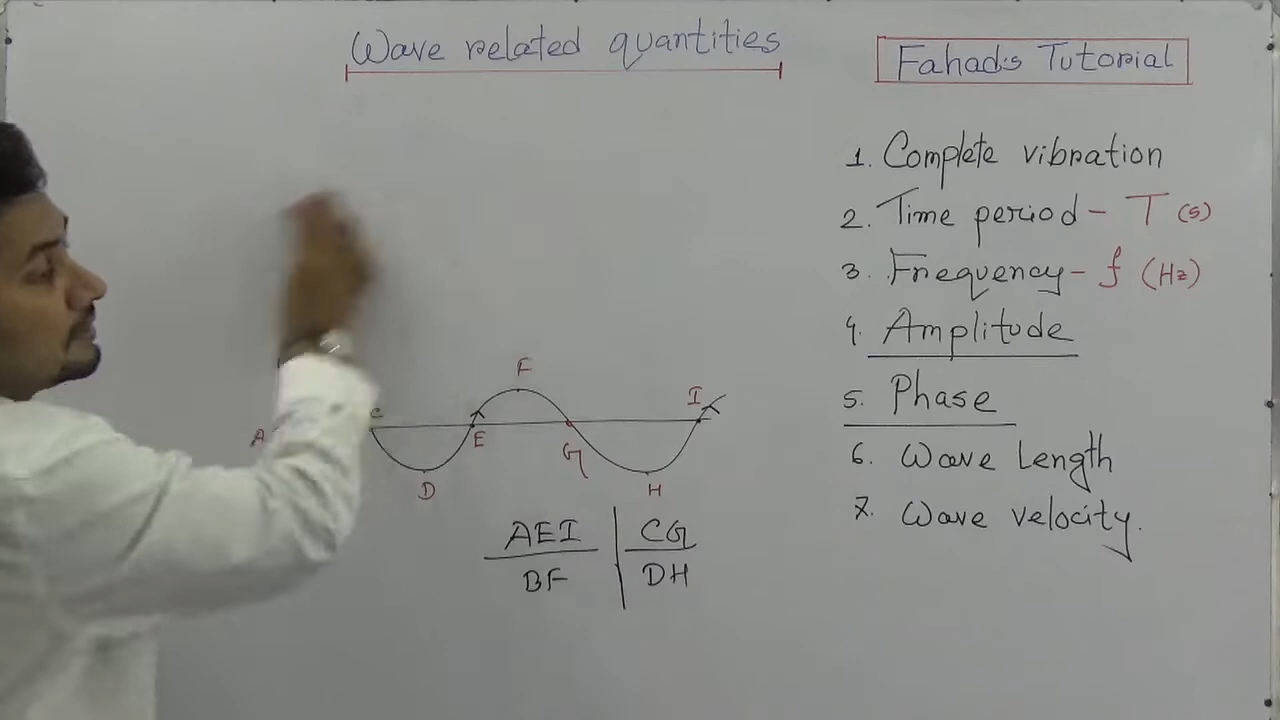 Wave related quantities
Fahad's Tutorial
1. Complete vibration
2. Time period - T (s)
3. Frequency - f (Hz)
4. Amplitude
5. Phase
6. Wave Length
7. Wave velocity.
F
I
C
A
E
G
D
H
AEI | CG
BF | DH